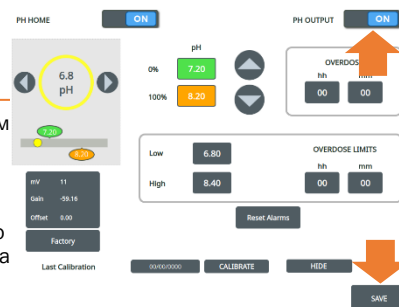 PH HOME ON PH OUTPUT ON
pH
6.8
pH
0% 7.20
100% 8.20
hh mm
00 00
м
7.20
8.20
Low 6.80 OVERDOSE LIMITS
High 8.40 hh mm
00 00
mV 11
Gain -59.16
Offset 0.00
Reset Alarms
Factory
а
Last Calibration 00/00/0000 CALIBRATE HIDE
SAVE